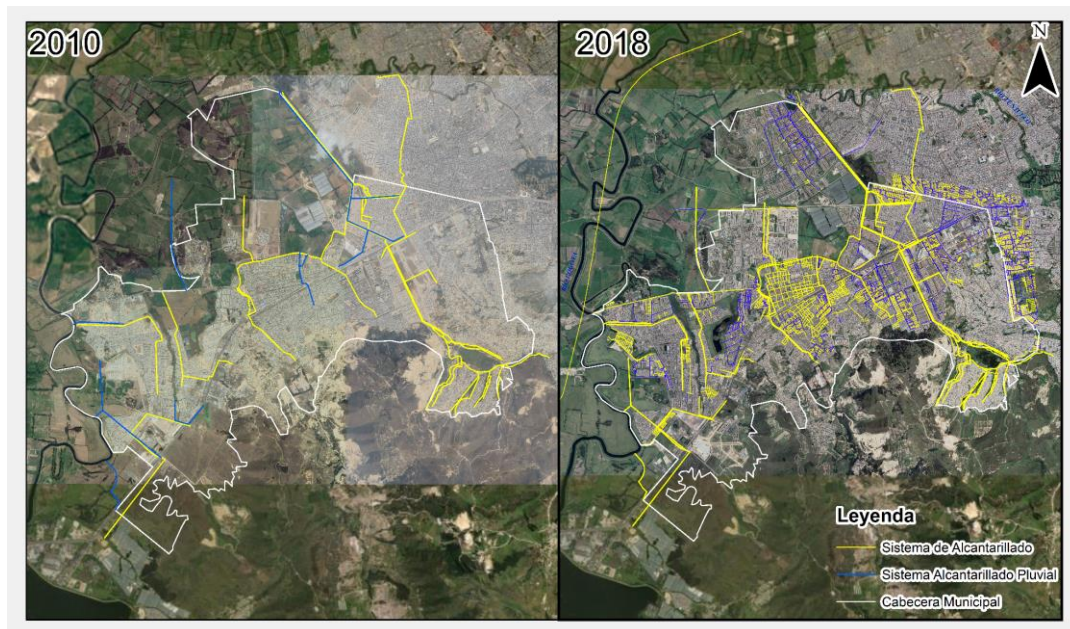 2010
2018
N
Leyenda
Sistema de Alcantarillado
Sistema Alcantarillado Pluvial
Cabecera Municipal